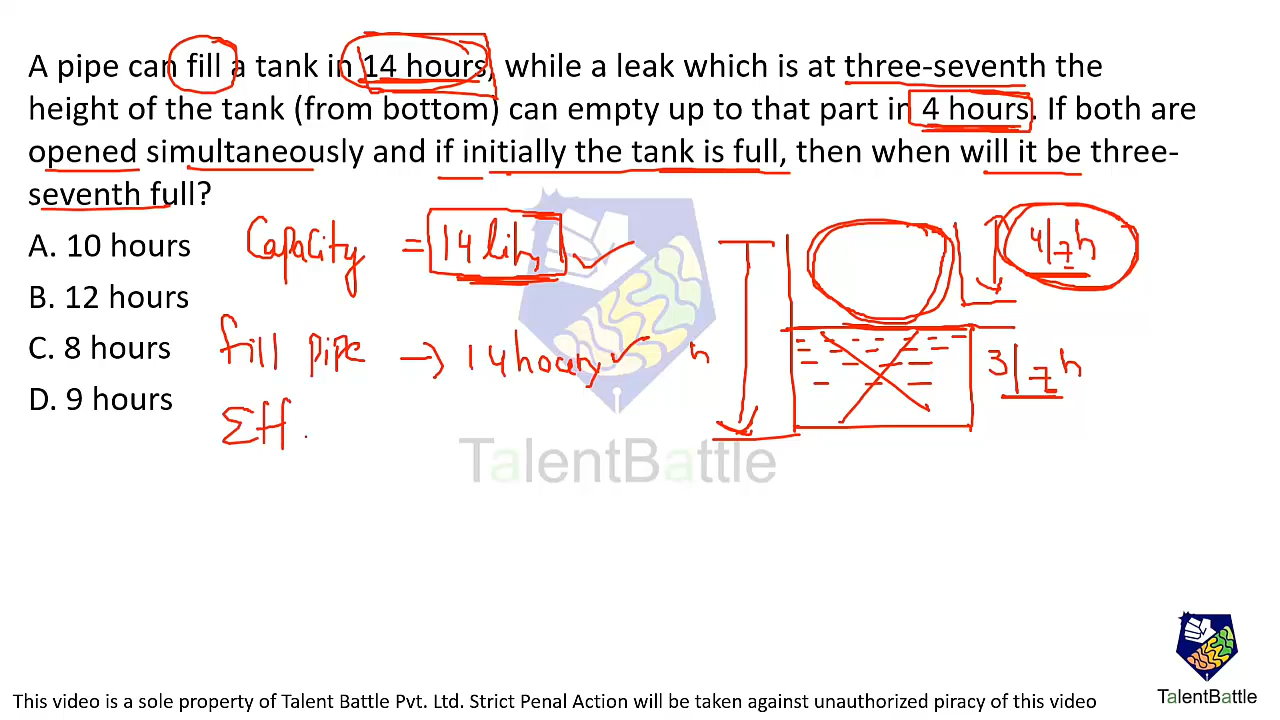 A pipe can fill a tank in 14 hours, while a leak which is at three-seventh the
height of the tank (from bottom) can empty up to that part in 4 hours. If both are
opened simultaneously and if initially the tank is full, then when will it be three-
seventh full?
A. 10 hours
B. 12 hours
C. 8 hours
D. 9 hours
Capacity = 14
fill pipe → 14 hours
Eff.
h
4/7 h
3/7 h
TalentBattle
TalentBattle
This video is a sole property of Talent Battle Pvt. Ltd. Strict Penal Action will be taken against unauthorized piracy of this video